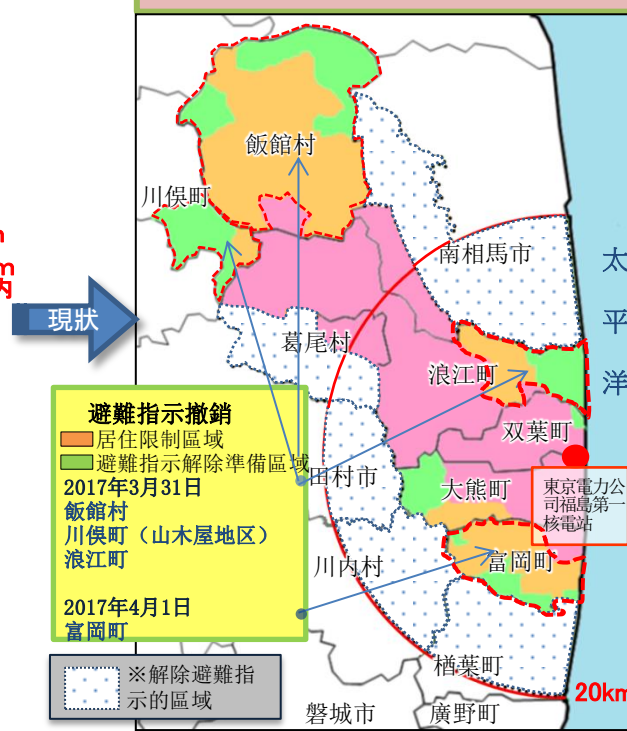 飯館村
川俣町
南相馬市
太
平
洋
m
m
内
現狀
葛尾村
浪江町
双葉町
避難指示撤銷
居住限制區域
避難指示解除準備區域
2017年3月31日
飯館村
川俣町（山木屋地区）
浪江町
2017年4月1日
富岡町
田村市
大熊町
東京電力公
司福島第一
核電站
川内村
富岡町
楢葉町
※解除避難指
示的區域
20km
磐城市
廣野町